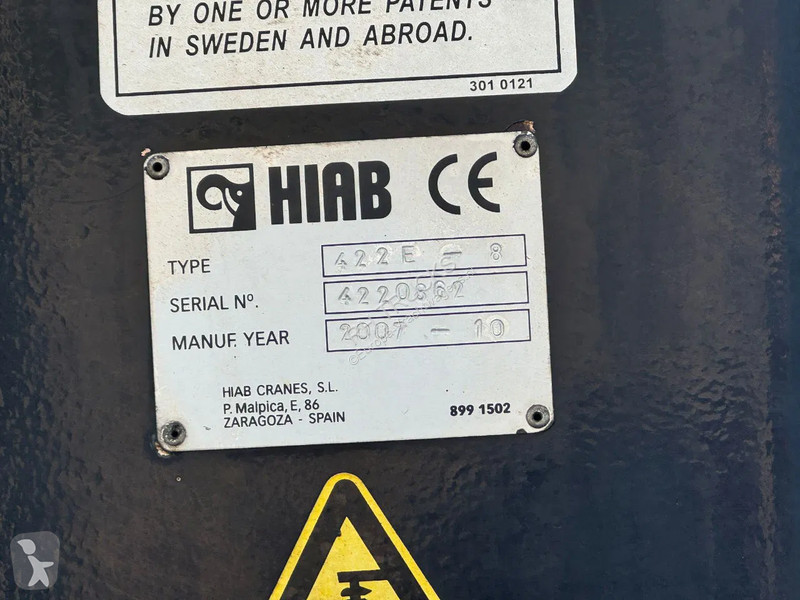 BY ONE OR MORE PATENTS
IN SWEDEN AND ABROAD.
301 0121
HIAB CE
TYPE 422E - 8
SERIAL Nº. 4220862
MANUF. YEAR 2007 - 10
HIAB CRANES, S.L.
P. Malpica, E, 86
ZARAGOZA - SPAIN
899 1502